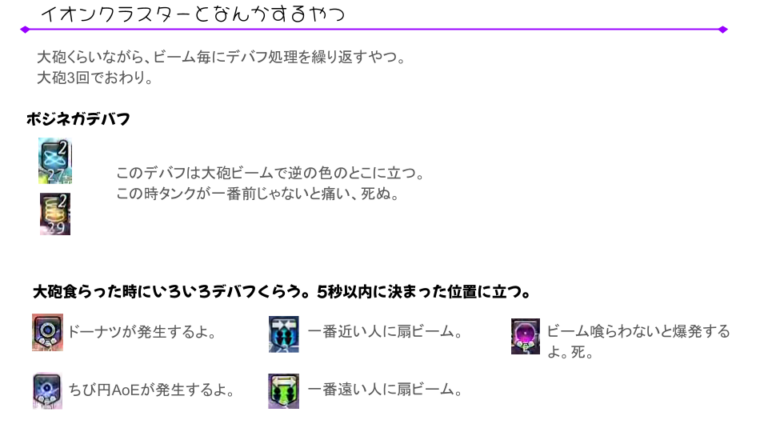 イオンクラスターとなんかするやつ
大砲くらいながら、ビーム毎にデバフ処理を繰り返すやつ。
大砲3回でおわり。
ポジネガデバフ
2
27
このデバフは大砲ビームで逆の色のとこに立つ。
この時タンクが一番前じゃないと痛い、死ぬ。
2
39
大砲食らった時にいろいろデバフくらう。5秒以内に決まった位置に立つ。
ドーナツが発生するよ。
一番近い人に扇ビーム。
ビーム喰らわないと爆発する
よ。死。
ちび円AoEが発生するよ。
一番遠い人に扇ビーム。